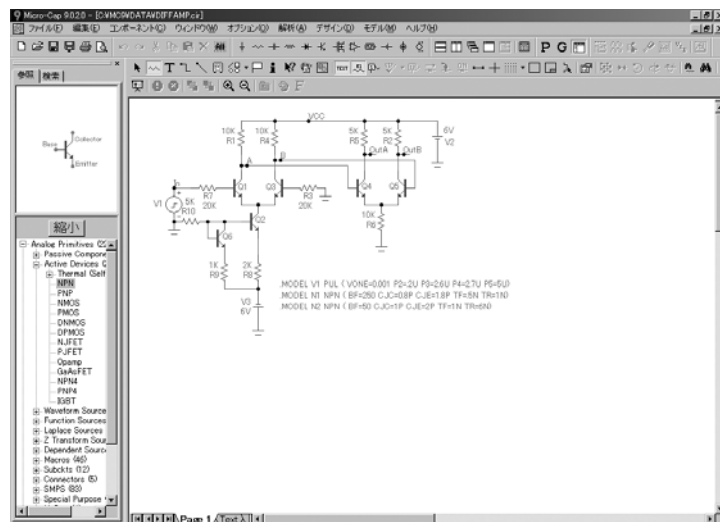 Micro-Cap 9.0.2.0 - [C:\MC9\DATA\DIFFAMP.cir]
ファイル(F) 編集(E) コンポーネント(C) ウィンドウ(W) オプション(O) 解析(A) デザイン(D) モデル(M) ヘルプ(H)
P G
T
参照 検索
Base
Collector
Emitter
縮小
Analog Primitives
Passive Compone
Active Devices
Thermal (Self
NPN
PNP
NMOS
PMOS
DNMOS
DPMOS
NJFET
PJFET
Opamp
GaAsFET
NPN4
PNP4
IGBT
Waveform Source
Function Sources
Laplace Sources
Z Transform Sour
Dependent Source
Macros (46)
Subckts (12)
Connectors (5)
SMPS (83)
Special Purpose
VCC
10K
R1
10K
R4
5K
R5
5K
R2
6V
V2
A
B
OutA
OutB
Q1
Q3
Q4
Q5
R7
20K
R3
20K
V1
.5K
R10
Q2
Q6
10K
R6
1K
R9
2K
R8
V3
6V
.MODEL V1 PUL ( VONE=0.001 P2=.2U P3=2.6U P4=2.7U P5=5U)
.MODEL N1 NPN ( BF=250 CJC=0.8P CJE=1.8P TF=.5N TR=1N)
.MODEL N2 NPN ( BF=50 CJC=1P CJE=2P TF=1N TR=6N)
Page 1 Text